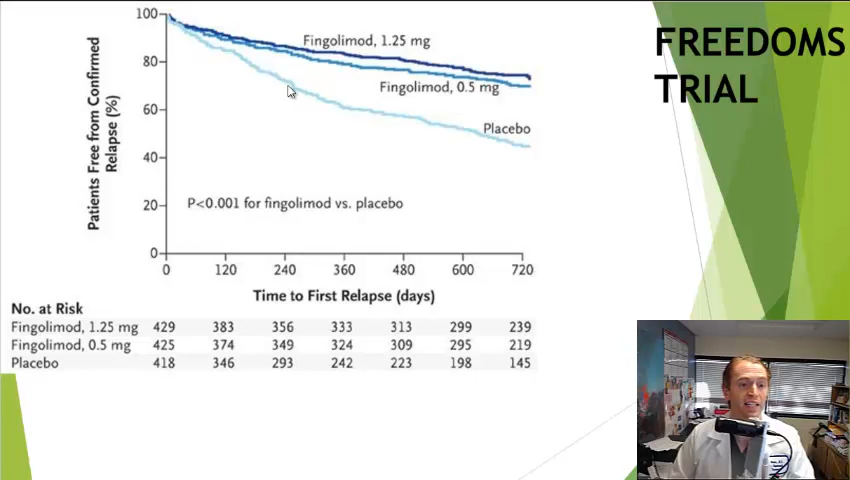 FREEDOMS
TRIAL
Patients Free from Confirmed
Relapse (%)
100
80
60
40
20
0
Fingolimod, 1.25 mg
Fingolimod, 0.5 mg
Placebo
P<0.001 for fingolimod vs. placebo
0 120 240 360 480 600 720
Time to First Relapse (days)
No. at Risk
Fingolimod, 1.25 mg 429 383 356 333 313 299 239
Fingolimod, 0.5 mg 425 374 349 324 309 295 219
Placebo 418 346 293 242 223 198 145